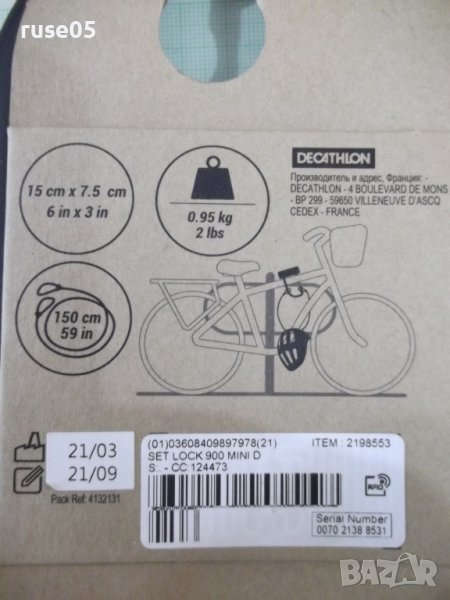 ruse05
DECATHLON
Производитель и адрес, Франция: -
DECATHLON - 4 BOULEVARD DE MONS
- BP 299 - 59650 VILLENEUVE D'ASCQ
CEDEX - FRANCE
15 cm x 7.5 cm
6 in x 3 in
0.95 kg
2 lbs
150 cm
59 in
21/03
21/09
Pack Ref: 4132131
(01)03608409897978(21)
ITEM : 2198553
SET LOCK 900 MINI D
S: - CC:124473
RFID
Serial Number
0070 2138 8531
BAZAR